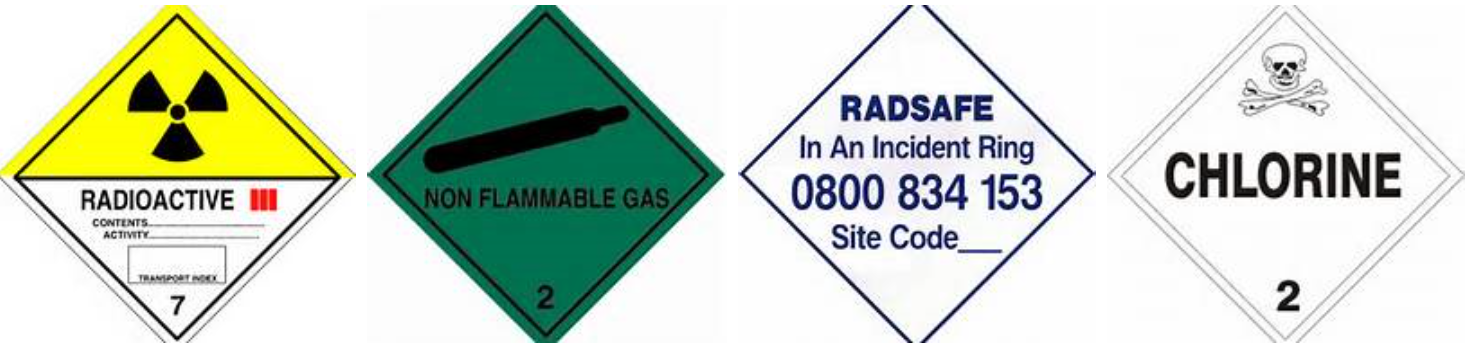 RADIOACTIVE III
CONTENTS........................................
ACTIVITY......................................
TRANSPORT INDEX
7
NON FLAMMABLE GAS
2
RADSAFE
In An Incident Ring
0800 834 153
Site Code___
CHLORINE
2